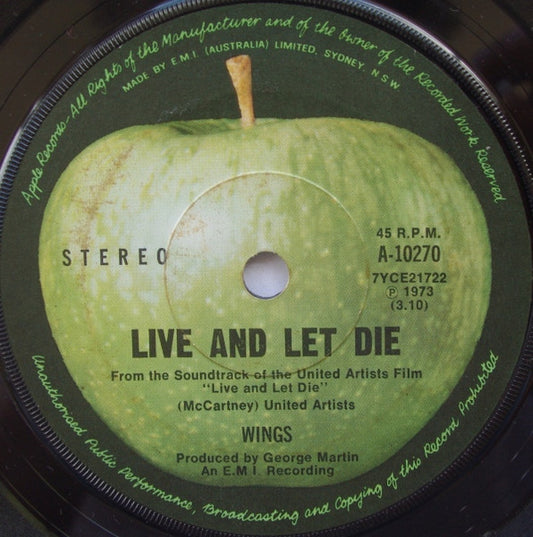 Apple Records–All Rights of the Manufacturer and of the Owner of the Recorded Work Reserved
MADE BY E.M.I. (AUSTRALIA) LIMITED, SYDNEY, N.S.W
STEREO
45 R.P.M.
A-10270
7YCE21722
℗ 1973
(3.10)
LIVE AND LET DIE
From the Soundtrack of the United Artists Film
"Live and Let Die"
(McCartney) United Artists
WINGS
Produced by George Martin
An E.M.I. Recording
Unauthorised Public Performance, Broadcasting and Copying of this Record Prohibited